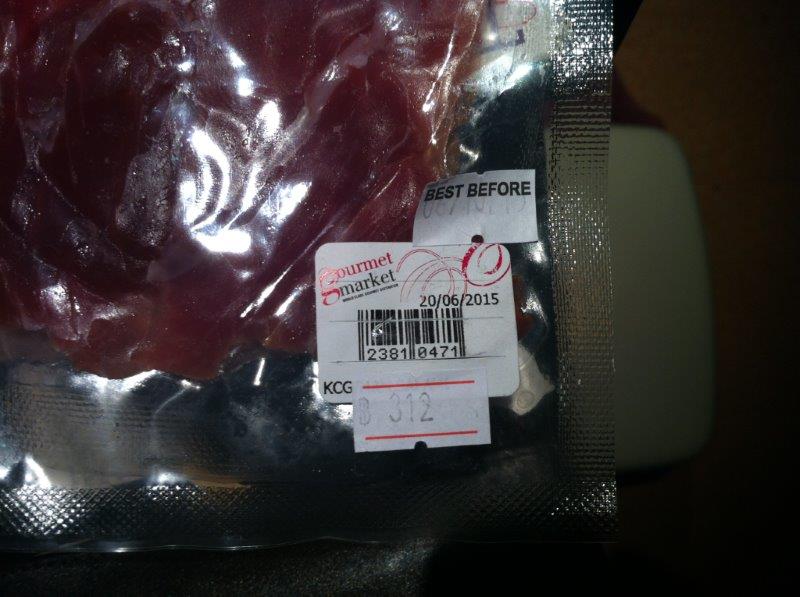 BEST BEFORE
gourmet
market
20/06/2015
2381 0471
KCG
฿ 312